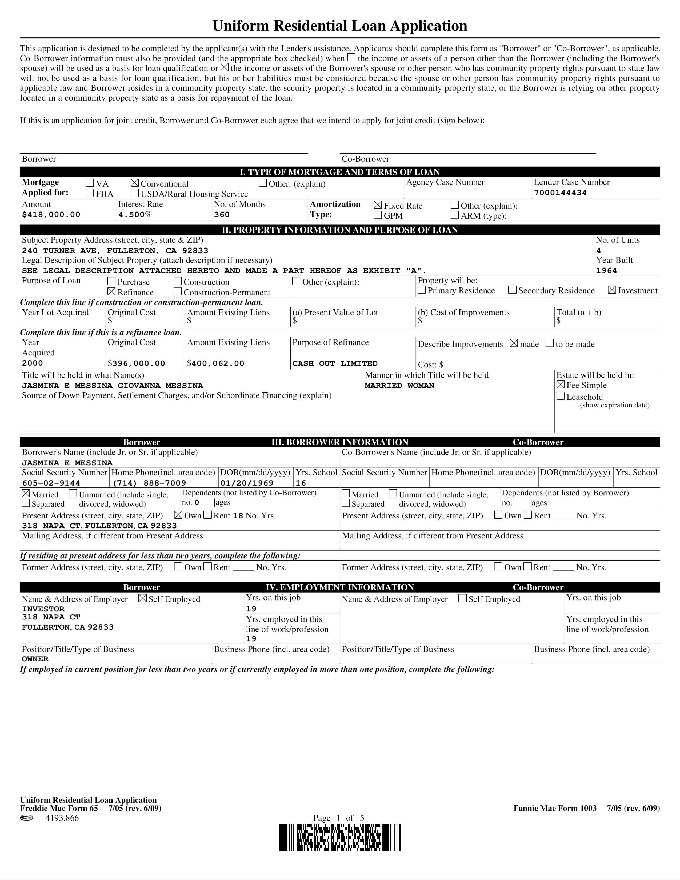 Uniform Residential Loan Application
This application is designed to be completed by the applicant(s) with the Lender's assistance. Applicants should complete this form as "Borrower" or "Co-Borrower", as applicable.
Co-Borrower information must also be provided (and the appropriate box checked) when ☐ the income or assets of a person other than the Borrower (including the Borrower's
spouse) will be used as a basis for loan qualification or ☒ the income or assets of the Borrower's spouse or other person who has community property rights pursuant to state law
will not be used as a basis for loan qualification, but his or her liabilities must be considered because the spouse or other person has community property rights pursuant to
applicable law and Borrower resides in a community property state, the security property is located in a community property state, or the Borrower is relying on other property
located in a community property state as a basis for repayment of the loan.
If this is an application for joint credit, Borrower and Co-Borrower each agree that we intend to apply for joint credit (sign below):
Borrower Co-Borrower
I. TYPE OF MORTGAGE AND TERMS OF LOAN
Mortgage ☐ VA ☒ Conventional ☐ Other: (explain) Agency Case Number Lender Case Number
Applied for: ☐ FHA ☐ USDA/Rural Housing Service 7000144434
Amount Interest Rate No. of Months Amortization ☒ Fixed Rate ☐ Other (explain):
$418,000.00 4.500% 360 Type: ☐ GPM ☐ ARM (type):
II. PROPERTY INFORMATION AND PURPOSE OF LOAN
Subject Property Address (street, city, state & ZIP) No. of Units
240 TURNER AVE, FULLERTON, CA 92833 4
Legal Description of Subject Property (attach description if necessary) Year Built
SEE LEGAL DESCRIPTION ATTACHED HERETO AND MADE A PART HEREOF AS EXHIBIT "A". 1964
Purpose of Loan ☐ Purchase ☐ Construction ☐ Other (explain): Property will be:
☒ Refinance ☐ Construction-Permanent ☐ Primary Residence ☐ Secondary Residence ☒ Investment
Complete this line if construction or construction-permanent loan.
Year Lot Acquired Original Cost Amount Existing Liens (a) Present Value of Lot (b) Cost of Improvements Total (a + b)
$ $ $ $ $
Complete this line if this is a refinance loan.
Year Original Cost Amount Existing Liens Purpose of Refinance Describe Improvements ☒ made ☐ to be made
Acquired
2000 $396,000.00 $400,062.00 CASH OUT LIMITED Cost: $
Title will be held in what Name(s) Manner in which Title will be held Estate will be held in:
JASMINA E MESSINA GIOVANNA MESSINA MARRIED WOMAN ☒ Fee Simple
Source of Down Payment, Settlement Charges, and/or Subordinate Financing (explain) ☐ Leasehold
(show expiration date)
Borrower III. BORROWER INFORMATION Co-Borrower
Borrower's Name (include Jr. or Sr. if applicable) Co-Borrower's Name (include Jr. or Sr. if applicable)
JASMINA E MESSINA
Social Security Number Home Phone(incl. area code) DOB(mm/dd/yyyy) Yrs. School Social Security Number Home Phone(incl. area code) DOB(mm/dd/yyyy) Yrs. School
605-02-9144 (714) 888-7009 01/20/1969 16
☒ Married ☐ Unmarried (include single, Dependents (not listed by Co-Borrower) ☐ Married ☐ Unmarried (include single, Dependents (not listed by Borrower)
☐ Separated divorced, widowed) no. 0 ages ☐ Separated divorced, widowed) no. ages
Present Address (street, city, state, ZIP) ☒ Own ☐ Rent 18 No. Yrs. Present Address (street, city, state, ZIP) ☐ Own ☐ Rent ____ No. Yrs.
318 NAPA CT, FULLERTON, CA 92833
Mailing Address, if different from Present Address Mailing Address, if different from Present Address
If residing at present address for less than two years, complete the following:
Former Address (street, city, state, ZIP) ☐ Own ☐ Rent ____ No. Yrs. Former Address (street, city, state, ZIP) ☐ Own ☐ Rent ____ No. Yrs.
Borrower IV. EMPLOYMENT INFORMATION Co-Borrower
Name & Address of Employer ☒ Self Employed Yrs. on this job Name & Address of Employer ☐ Self Employed Yrs. on this job
INVESTOR 19
318 NAPA CT Yrs. employed in this Yrs. employed in this
FULLERTON, CA 92833 line of work/profession line of work/profession
19
Position/Title/Type of Business Business Phone (incl. area code) Position/Title/Type of Business Business Phone (incl. area code)
OWNER
If employed in current position for less than two years or if currently employed in more than one position, complete the following:
Uniform Residential Loan Application
Freddie Mac Form 65 7/05 (rev. 6/09) Fannie Mae Form 1003 7/05 (rev. 6/09)
4193.866 Page 1 of 5